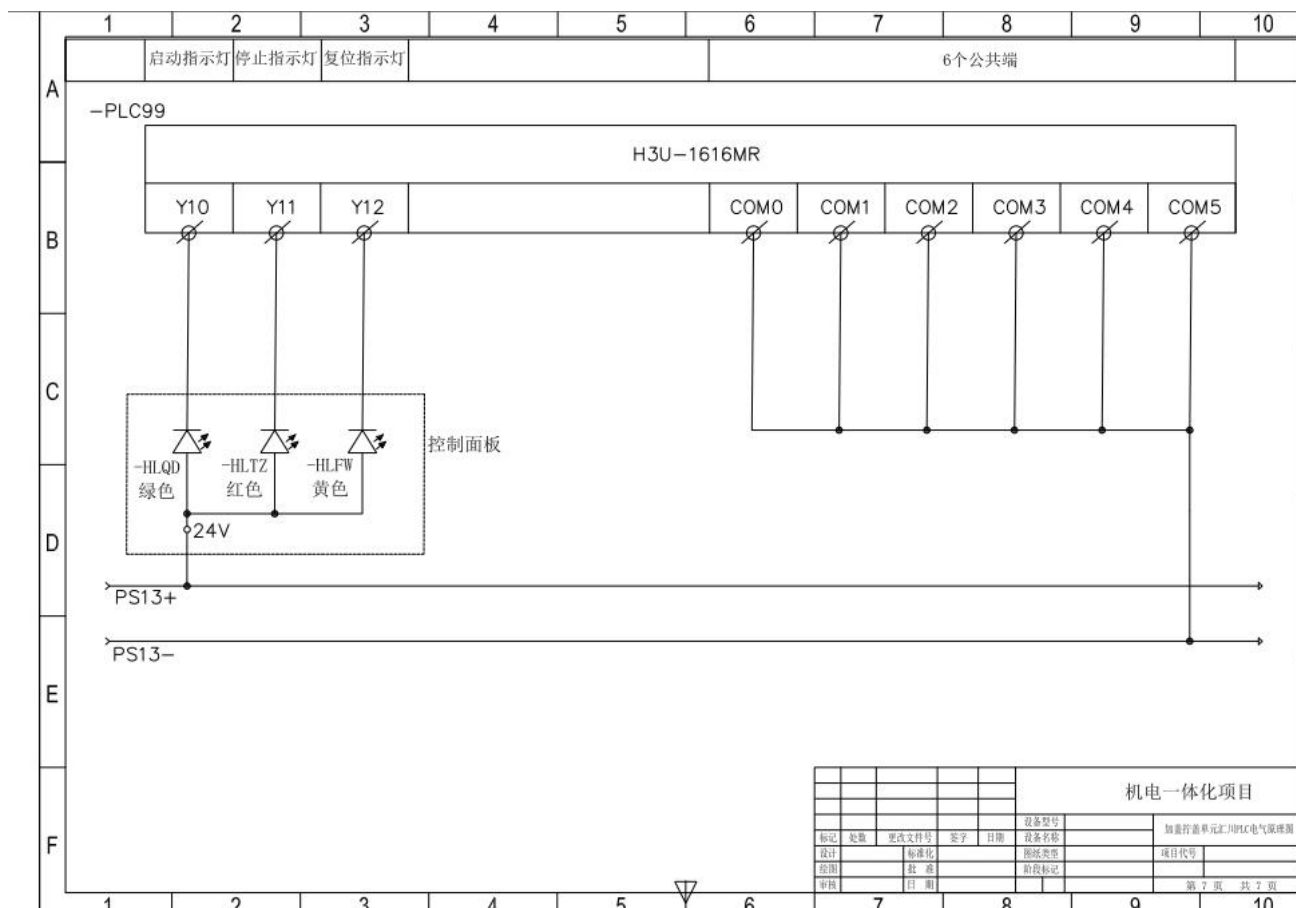 1 2 3 4 5 6 7 8 9 10
启动指示灯 停止指示灯 复位指示灯 6个公共端
A
-PLC99
H3U-1616MR
Y10 Y11 Y12 COM0 COM1 COM2 COM3 COM4 COM5
B
C
控制面板
-HLQD -HLTZ -HLFW
绿色 红色 黄色
24V
D
PS13+
PS13-
E
机电一体化项目
设备型号
加盖拧盖单元汇川PLC电气原理图
标记 处数 更改文件号 签字 日期 设备名称
F
设计 标准化 图纸类型 项目代号
绘图 批 准 阶段标记
审核 日 期 第 7 页 共 7 页
1 2 3 4 5 6 7 8 9 10